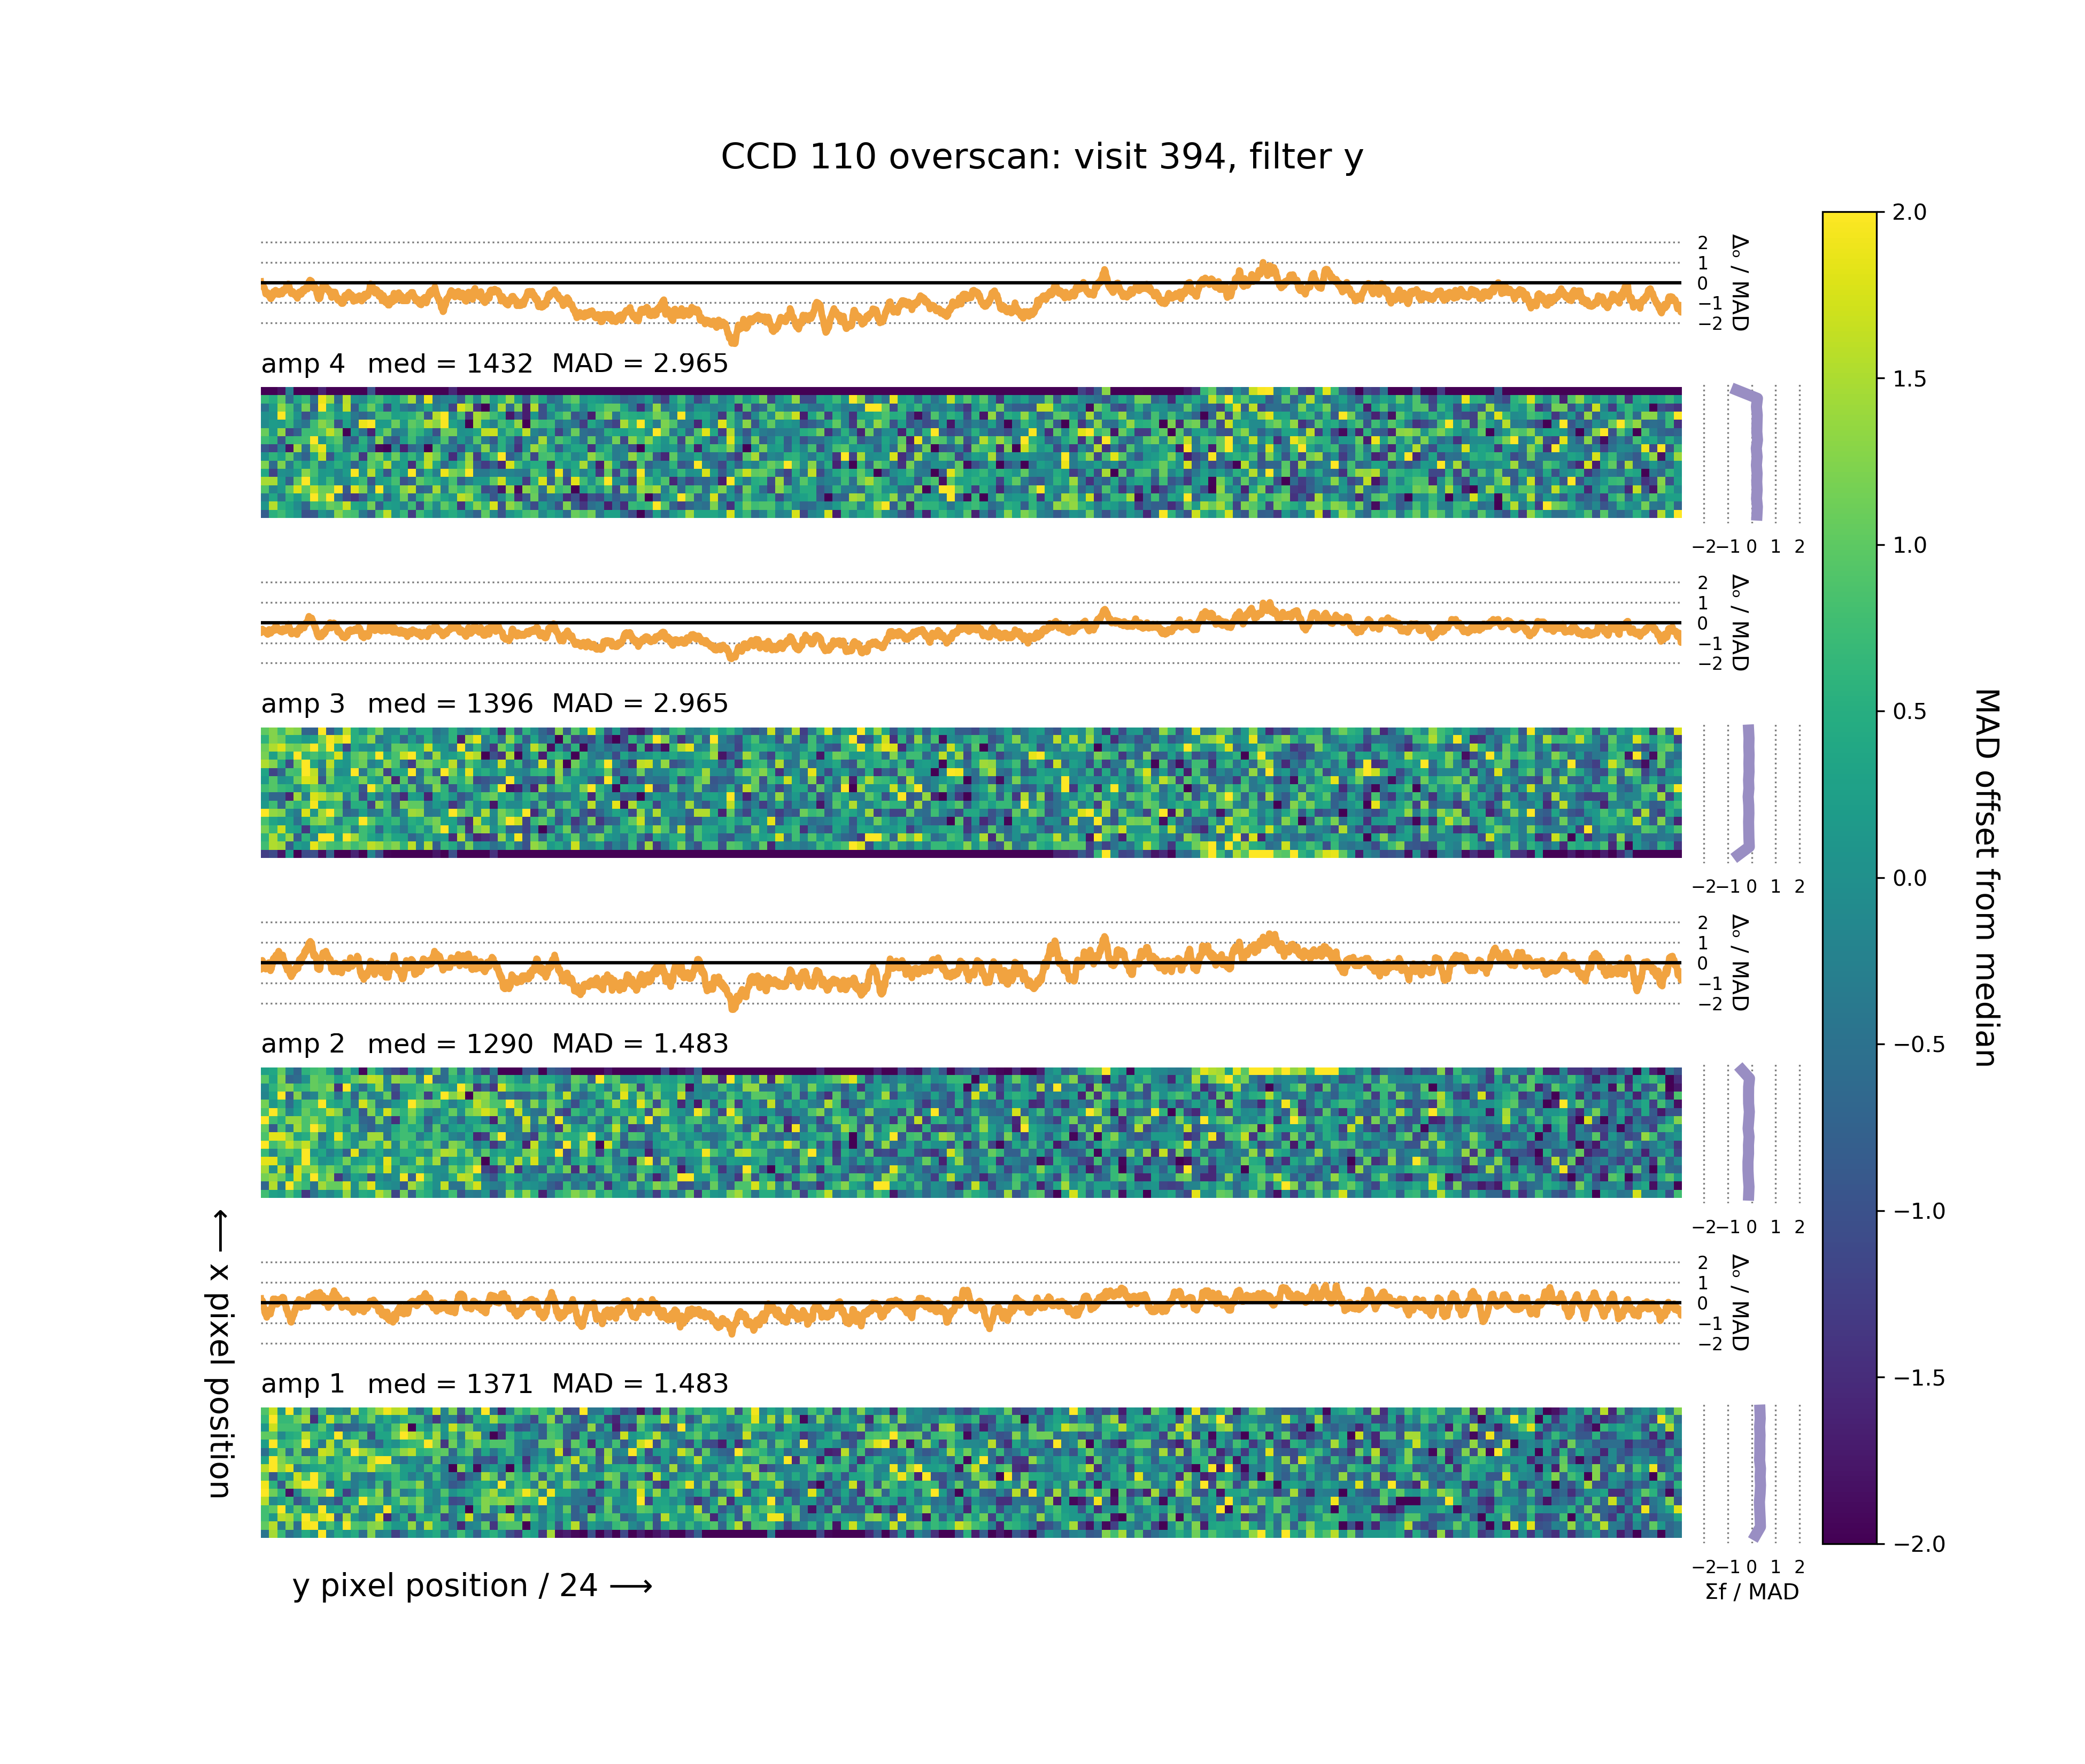 CCD 110 overscan: visit 394, filter y
2
1
0
−1
−2
Δₒ / MAD
amp 4 med = 1432 MAD = 2.965
−2 −1 0 1 2
2
1
0
−1
−2
Δₒ / MAD
amp 3 med = 1396 MAD = 2.965
−2 −1 0 1 2
2
1
0
−1
−2
Δₒ / MAD
amp 2 med = 1290 MAD = 1.483
−2 −1 0 1 2
2
1
0
−1
−2
Δₒ / MAD
amp 1 med = 1371 MAD = 1.483
−2 −1 0 1 2
Σf / MAD
⟵ x pixel position
y pixel position / 24 ⟶
2.0
1.5
1.0
0.5
0.0
−0.5
−1.0
−1.5
−2.0
MAD offset from median